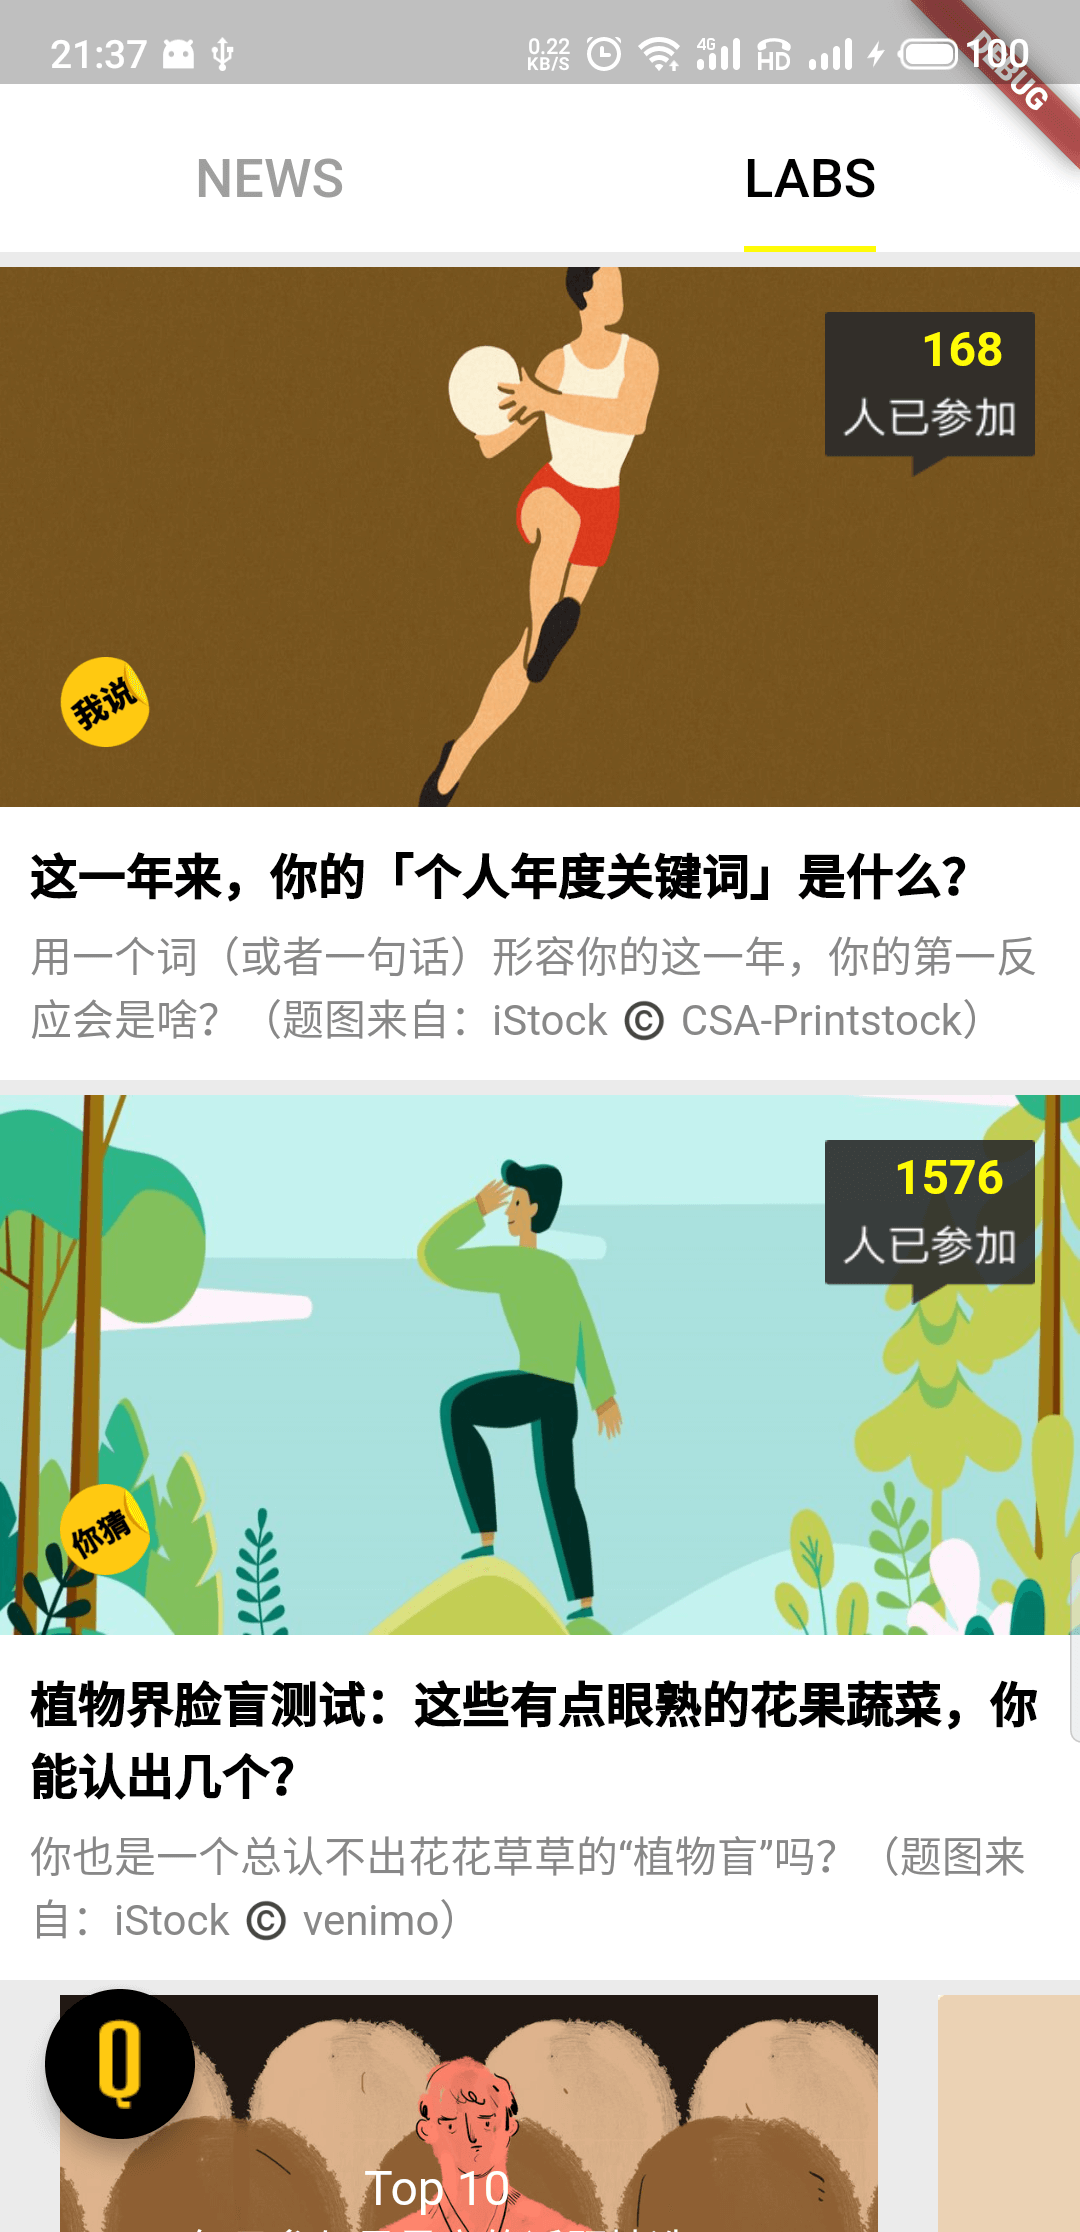 21:37
0.22
KB/S
4G
HD
100
DEBUG
NEWS
LABS
168
人已参加
我说
这一年来，你的「个人年度关键词」是什么？
用一个词（或者一句话）形容你的这一年，你的第一反
应会是啥？（题图来自：iStock © CSA-Printstock）
1576
人已参加
你猜
植物界脸盲测试：这些有点眼熟的花果蔬菜，你
能认出几个？
你也是一个总认不出花花草草的“植物盲”吗？（题图来
自：iStock © venimo）
Q
Top 10